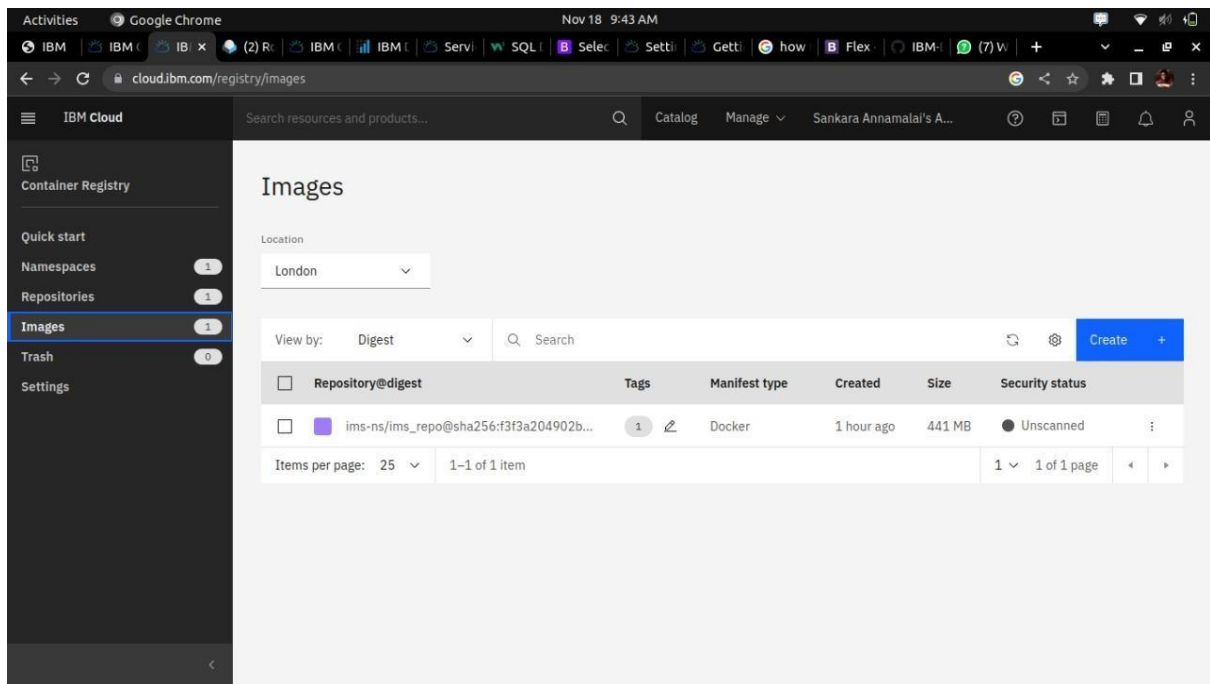 Activities Google Chrome Nov 18 9:43 AM
IBM IBM IB (2) R IBM IBM Servi SQL Selec Setti Getti how Flex IBM- (7) W
cloud.ibm.com/registry/images
IBM Cloud Search resources and products... Catalog Manage Sankara Annamalai's A...
Container Registry
Images
Quick start
Location
Namespaces 1
London
Repositories 1
Images 1
View by: Digest Search Create +
Trash 0
Settings
Repository@digest Tags Manifest type Created Size Security status
ims-ns/ims_repo@sha256:f3f3a204902b... 1 Docker 1 hour ago 441 MB Unscanned
Items per page: 25 1–1 of 1 item 1 1 of 1 page